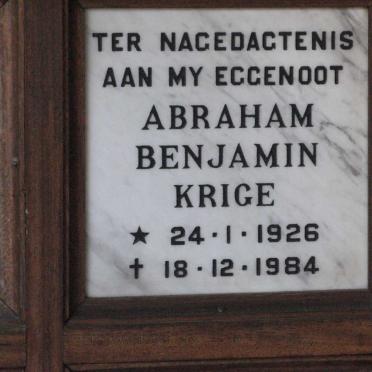 TER NAGEDAGTENIS
AAN MY EGGENOOT
ABRAHAM
BENJAMIN
KRIGE
★ 24·1·1926
✝ 18·12·1984